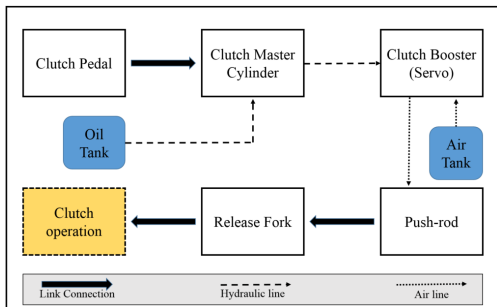 Clutch Pedal
Clutch Master
Cylinder
Clutch Booster
(Servo)
Oil
Tank
Air
Tank
Clutch
operation
Release Fork
Push-rod
Link Connection
Hydraulic line
Air line